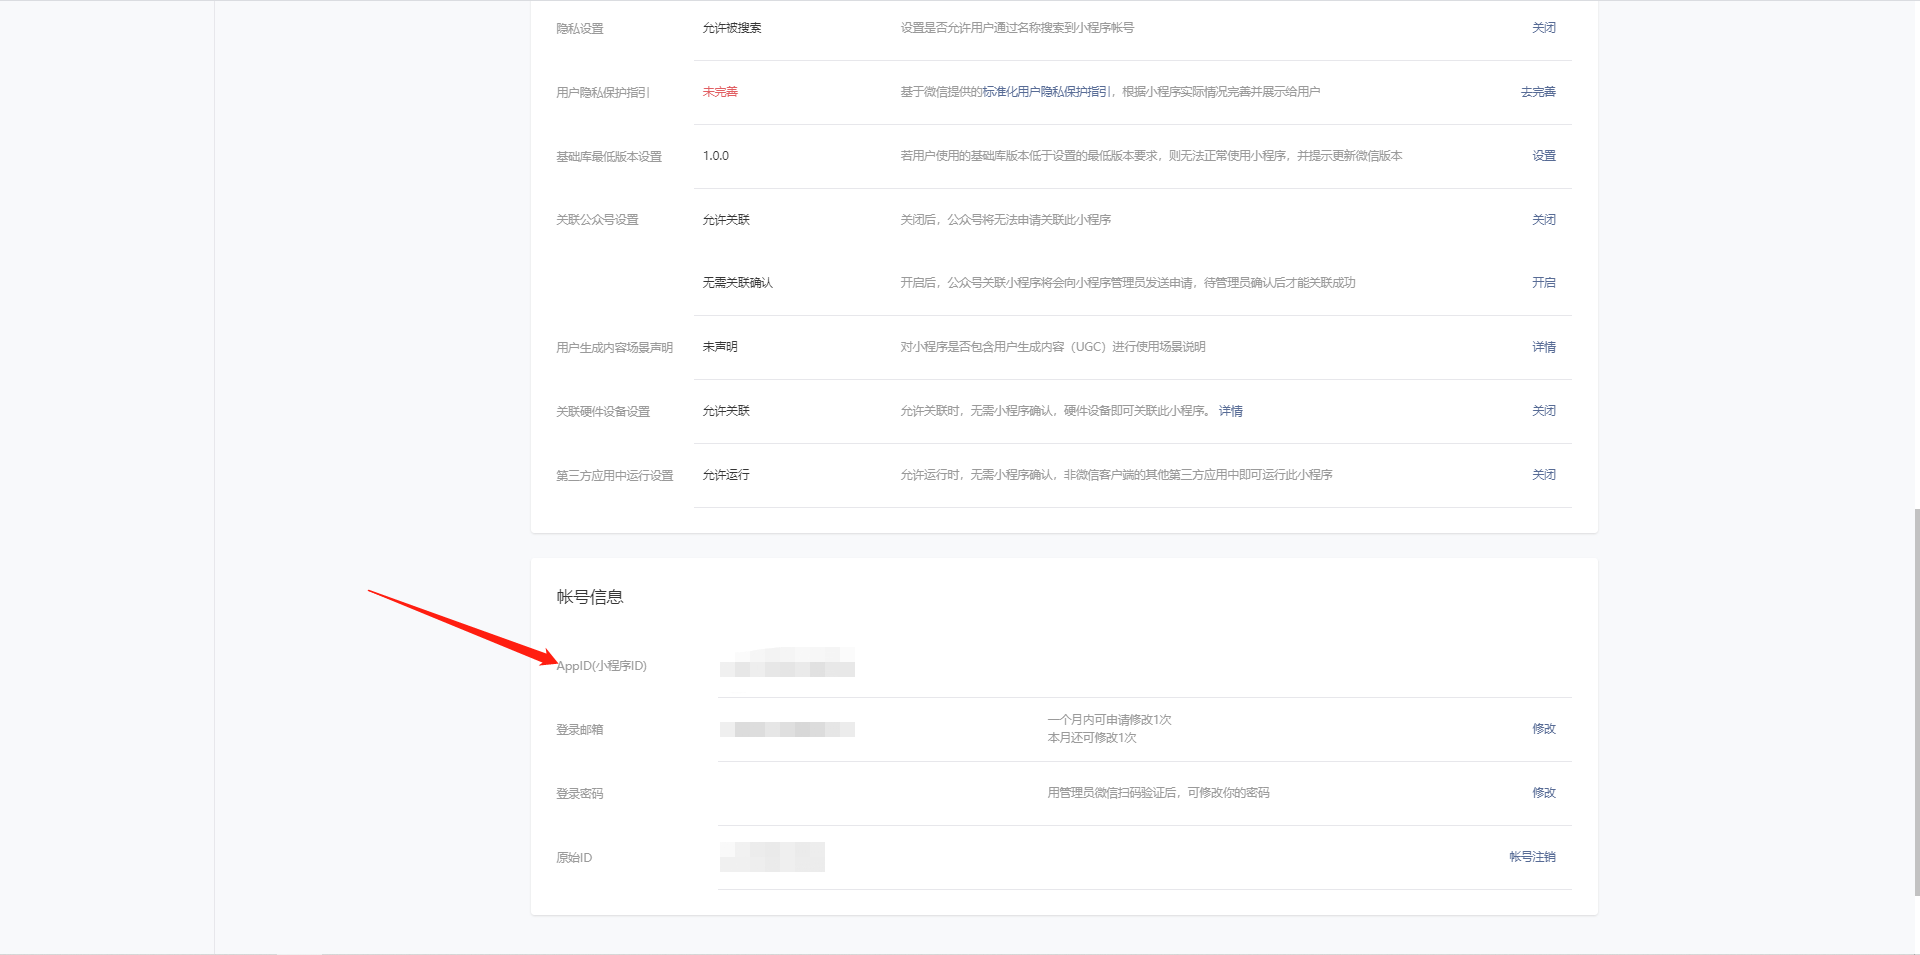 隐私设置 允许被搜索 设置是否允许用户通过名称搜索到小程序帐号 关闭
用户隐私保护指引 未完善 基于微信提供的标准化用户隐私保护指引，根据小程序实际情况完善并展示给用户 去完善
基础库最低版本设置 1.0.0 若用户使用的基础库版本低于设置的最低版本要求，则无法正常使用小程序，并提示更新微信版本 设置
关联公众号设置 允许关联 关闭后，公众号将无法申请关联此小程序 关闭
无需关联确认 开启后，公众号关联小程序将会向小程序管理员发送申请，待管理员确认后才能关联成功 开启
用户生成内容场景声明 未声明 对小程序是否包含用户生成内容（UGC）进行使用场景说明 详情
关联硬件设备设置 允许关联 允许关联时，无需小程序确认，硬件设备即可关联此小程序。 详情 关闭
第三方应用中运行设置 允许运行 允许运行时，无需小程序确认，非微信客户端的其他第三方应用中即可运行此小程序 关闭
帐号信息
AppID(小程序ID)
登录邮箱 一个月内可申请修改1次 修改
本月还可修改1次
登录密码 用管理员微信扫码验证后，可修改你的密码 修改
原始ID 帐号注销